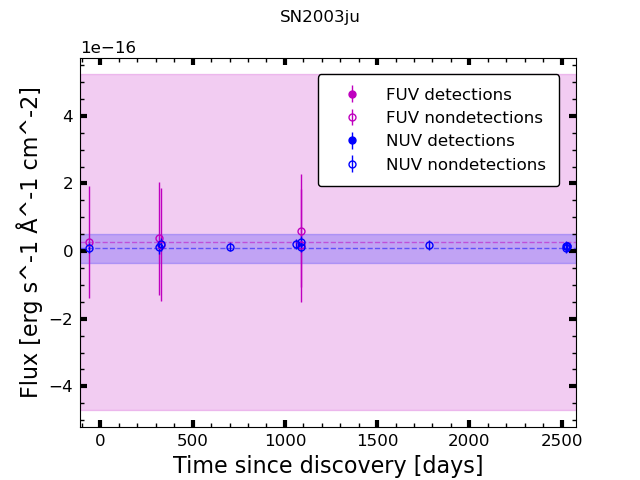 SN2003ju
1e−16
FUV detections
FUV nondetections
NUV detections
NUV nondetections
4
2
0
−2
−4
Flux [erg s^-1 Å^-1 cm^-2]
0 500 1000 1500 2000 2500
Time since discovery [days]